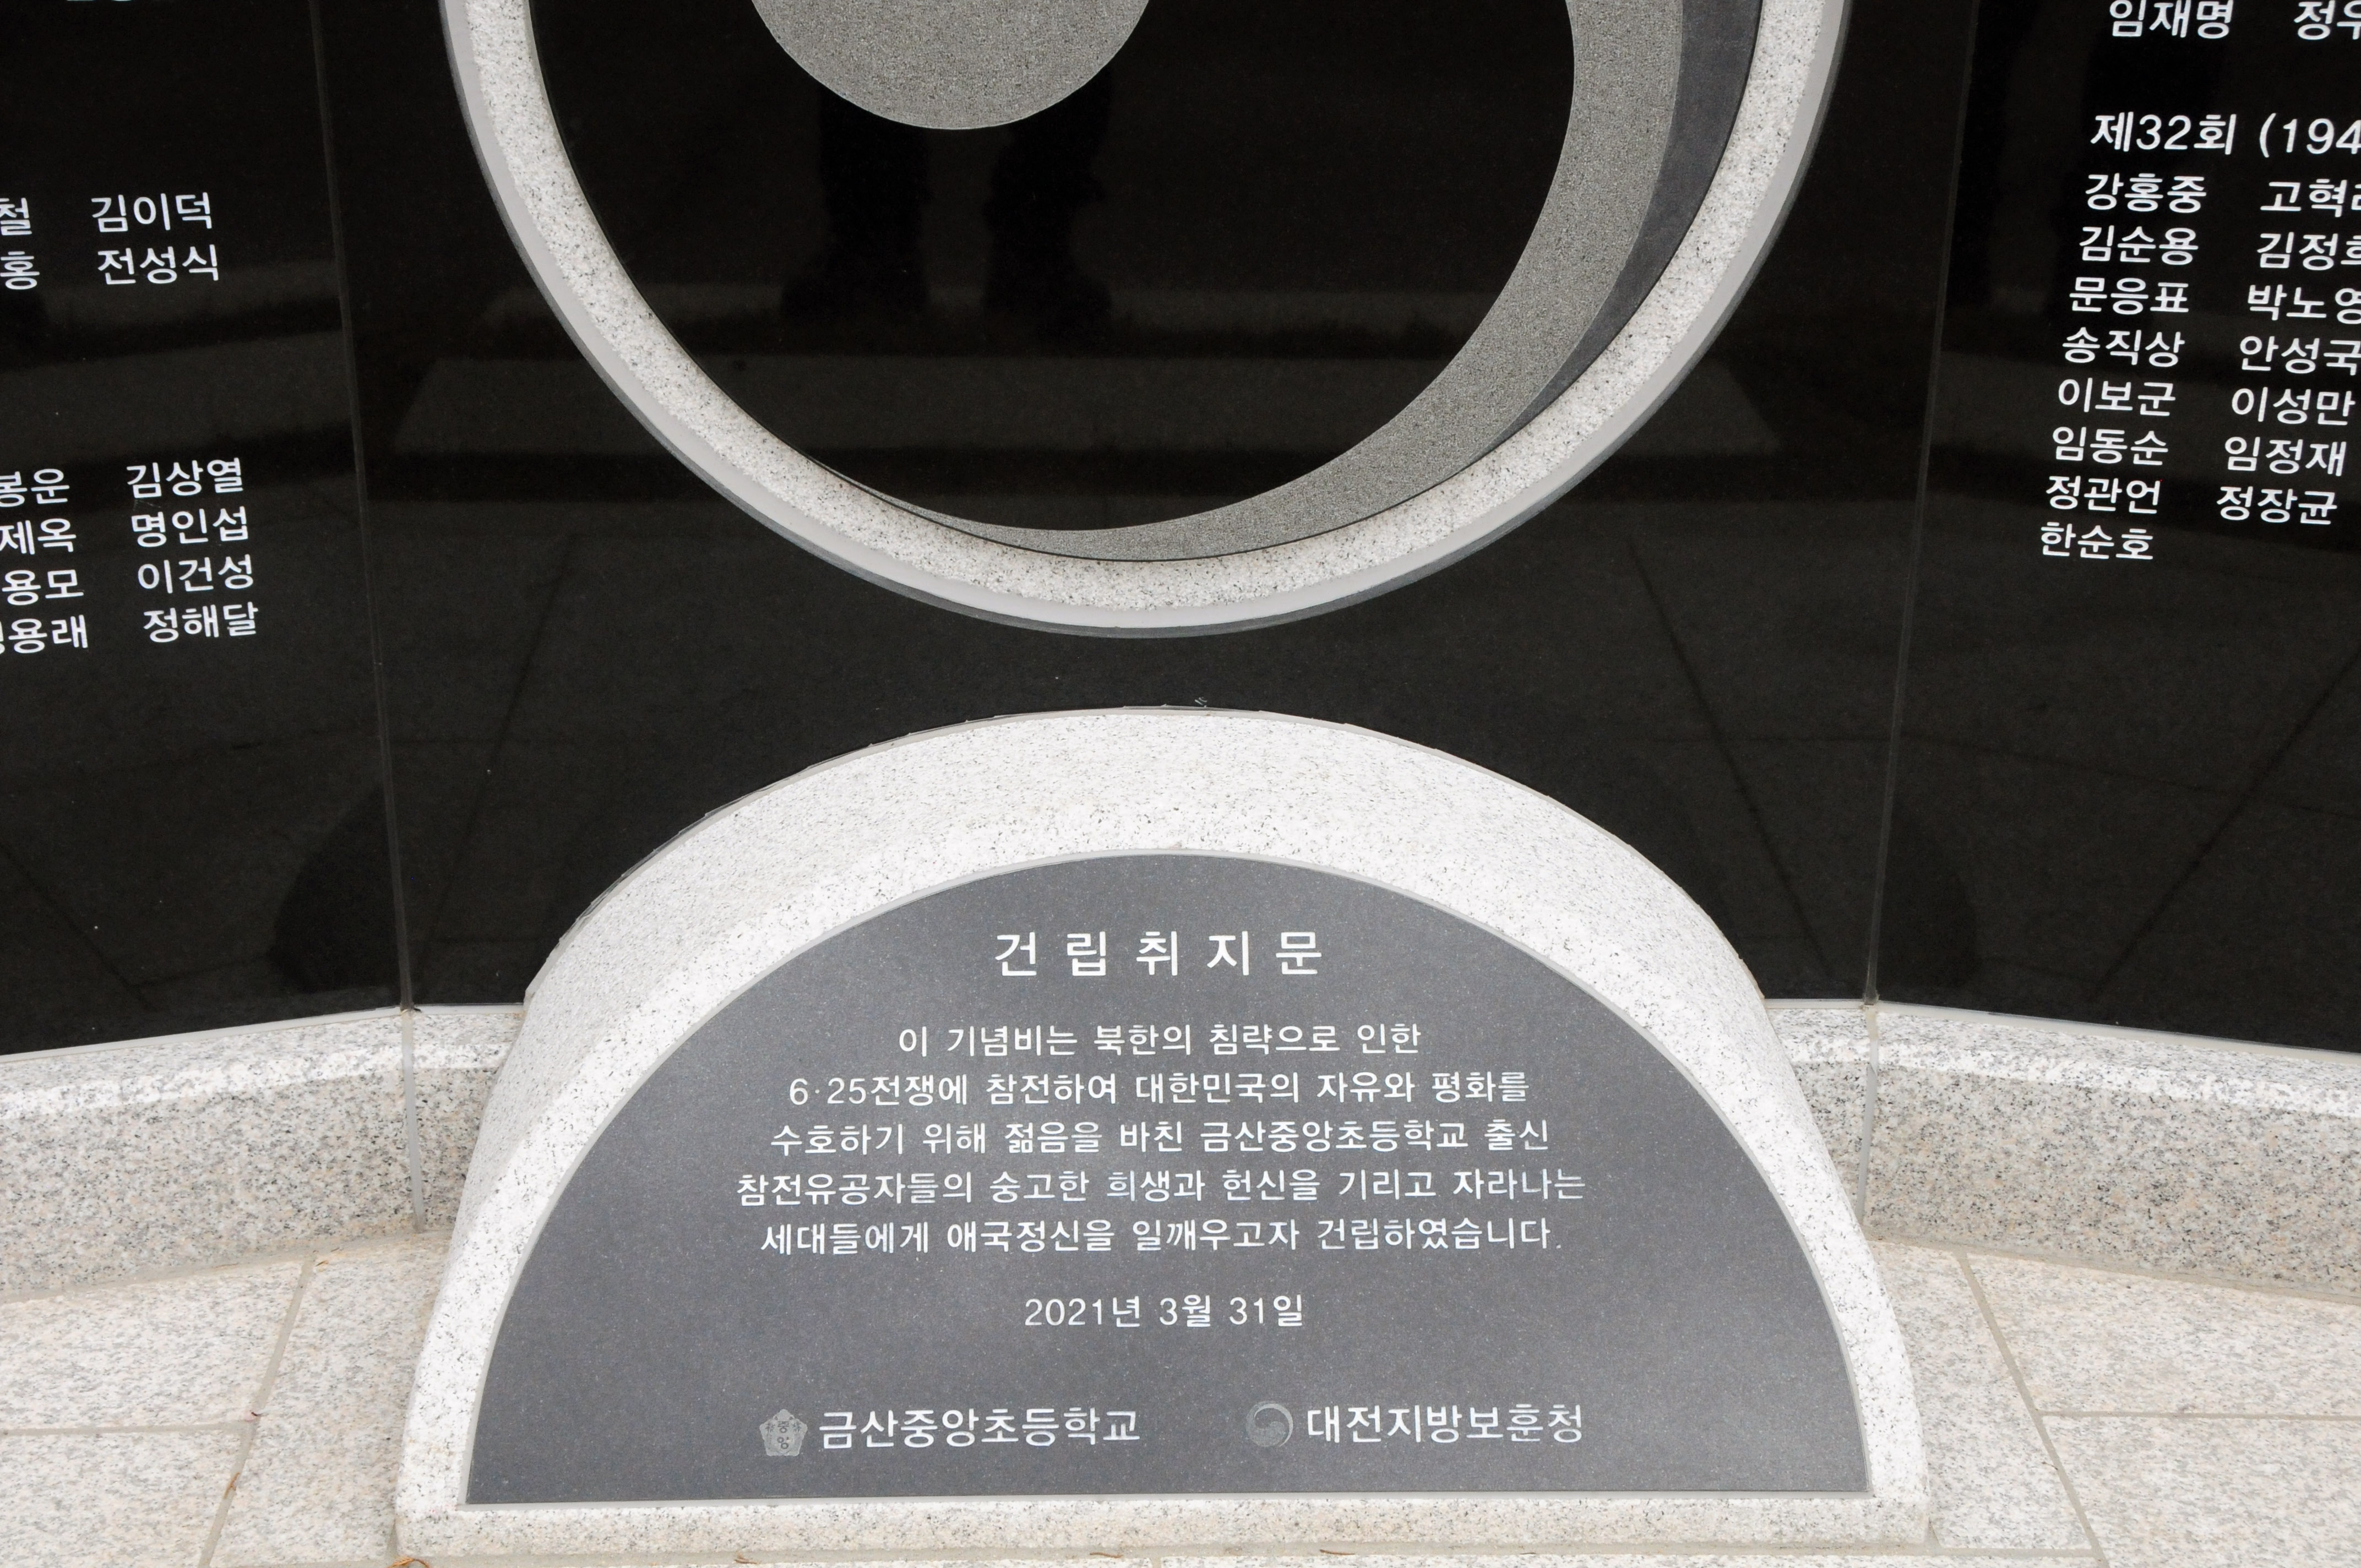 김이덕
전성식
봉운 김상열
제옥 명인섭
용모 이건성
용래 정해달
임재명
제32회 (194
강홍중
김순용
문응표 박노영
송직상 안성국
이보군 이성만
임동순 임정재
정관언 정장균
한순호
건립취지문
이 기념비는 북한의 침략으로 인한
6·25전쟁에 참전하여 대한민국의 자유와 평화를
수호하기 위해 젊음을 바친 금산중앙초등학교 출신
참전유공자들의 숭고한 희생과 헌신을 기리고 자라나는
세대들에게 애국정신을 일깨우고자 건립하였습니다.
2021년 3월 31일
금산중앙초등학교 대전지방보훈청